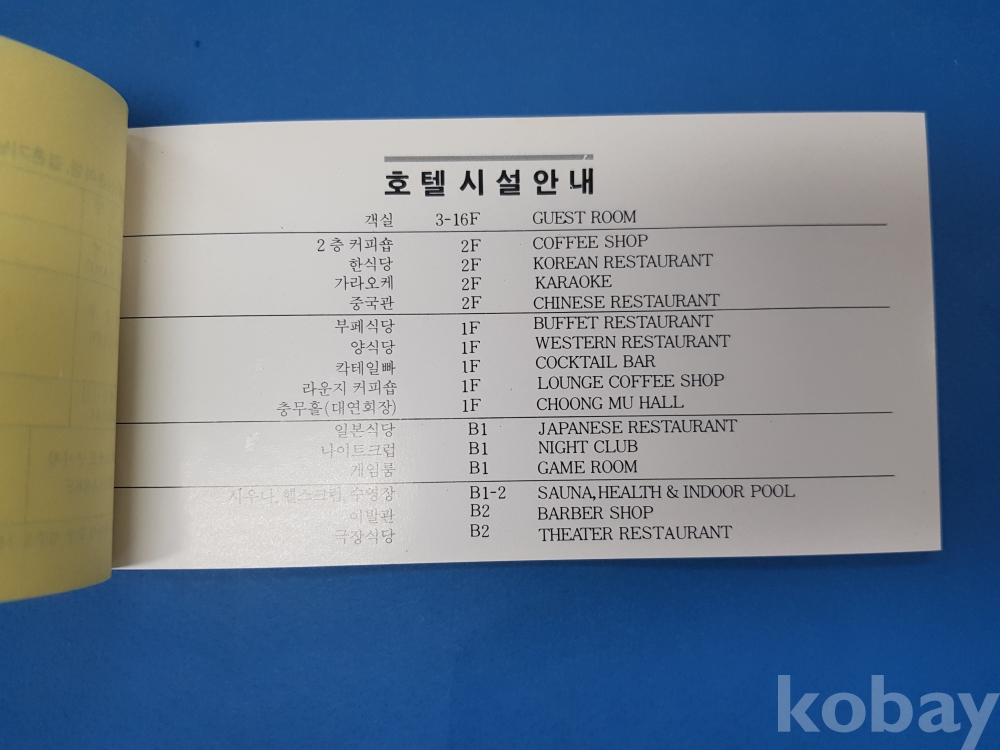 호텔시설안내
객실 3-16F GUEST ROOM
2층 커피숍 2F COFFEE SHOP
한식당 2F KOREAN RESTAURANT
가라오케 2F KARAOKE
중국관 2F CHINESE RESTAURANT
부페식당 1F BUFFET RESTAURANT
양식당 1F WESTERN RESTAURANT
칵테일빠 1F COCKTAIL BAR
라운지 커피숍 1F LOUNGE COFFEE SHOP
충무홀(대연회장) 1F CHOONG MU HALL
일본식당 B1 JAPANESE RESTAURANT
나이트크럽 B1 NIGHT CLUB
게임룸 B1 GAME ROOM
헬스크럽, 수영장 B1-2 SAUNA, HEALTH & INDOOR POOL
이발관 B2 BARBER SHOP
극장식당 B2 THEATER RESTAURANT
kobay